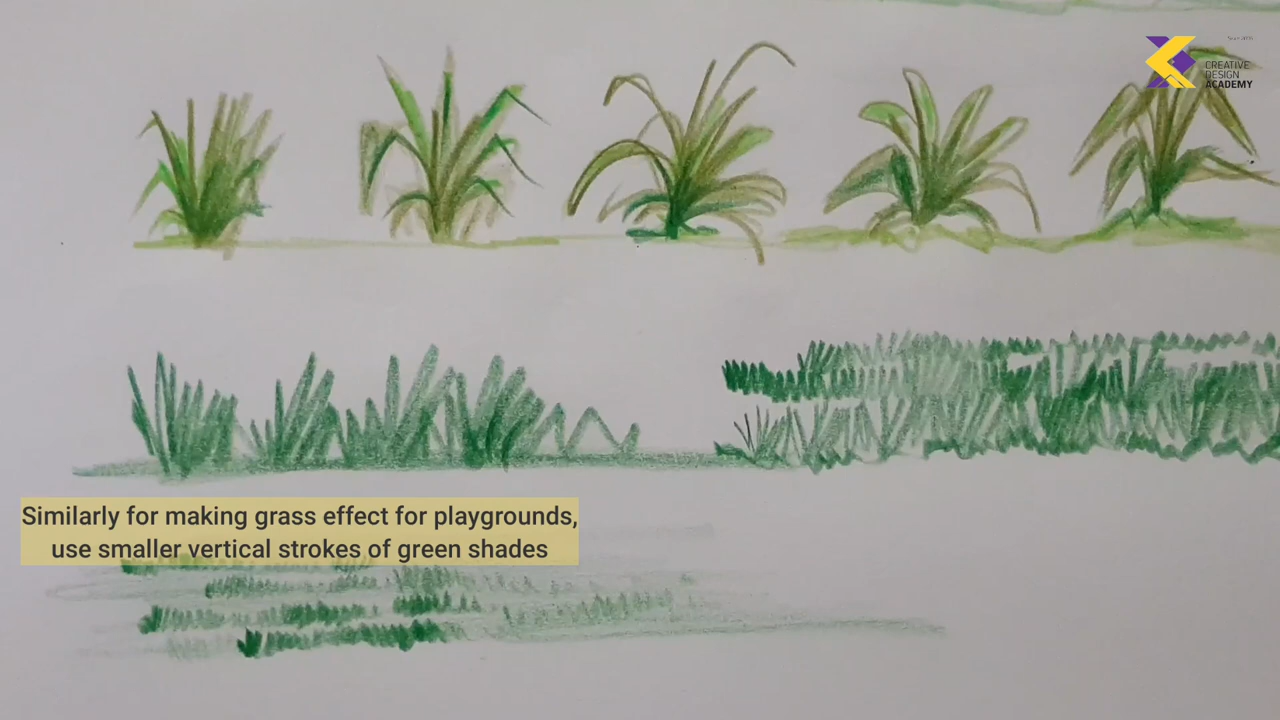 CREATIVE
DESIGN
ACADEMY
Similarly for making grass effect for playgrounds,
use smaller vertical strokes of green shades